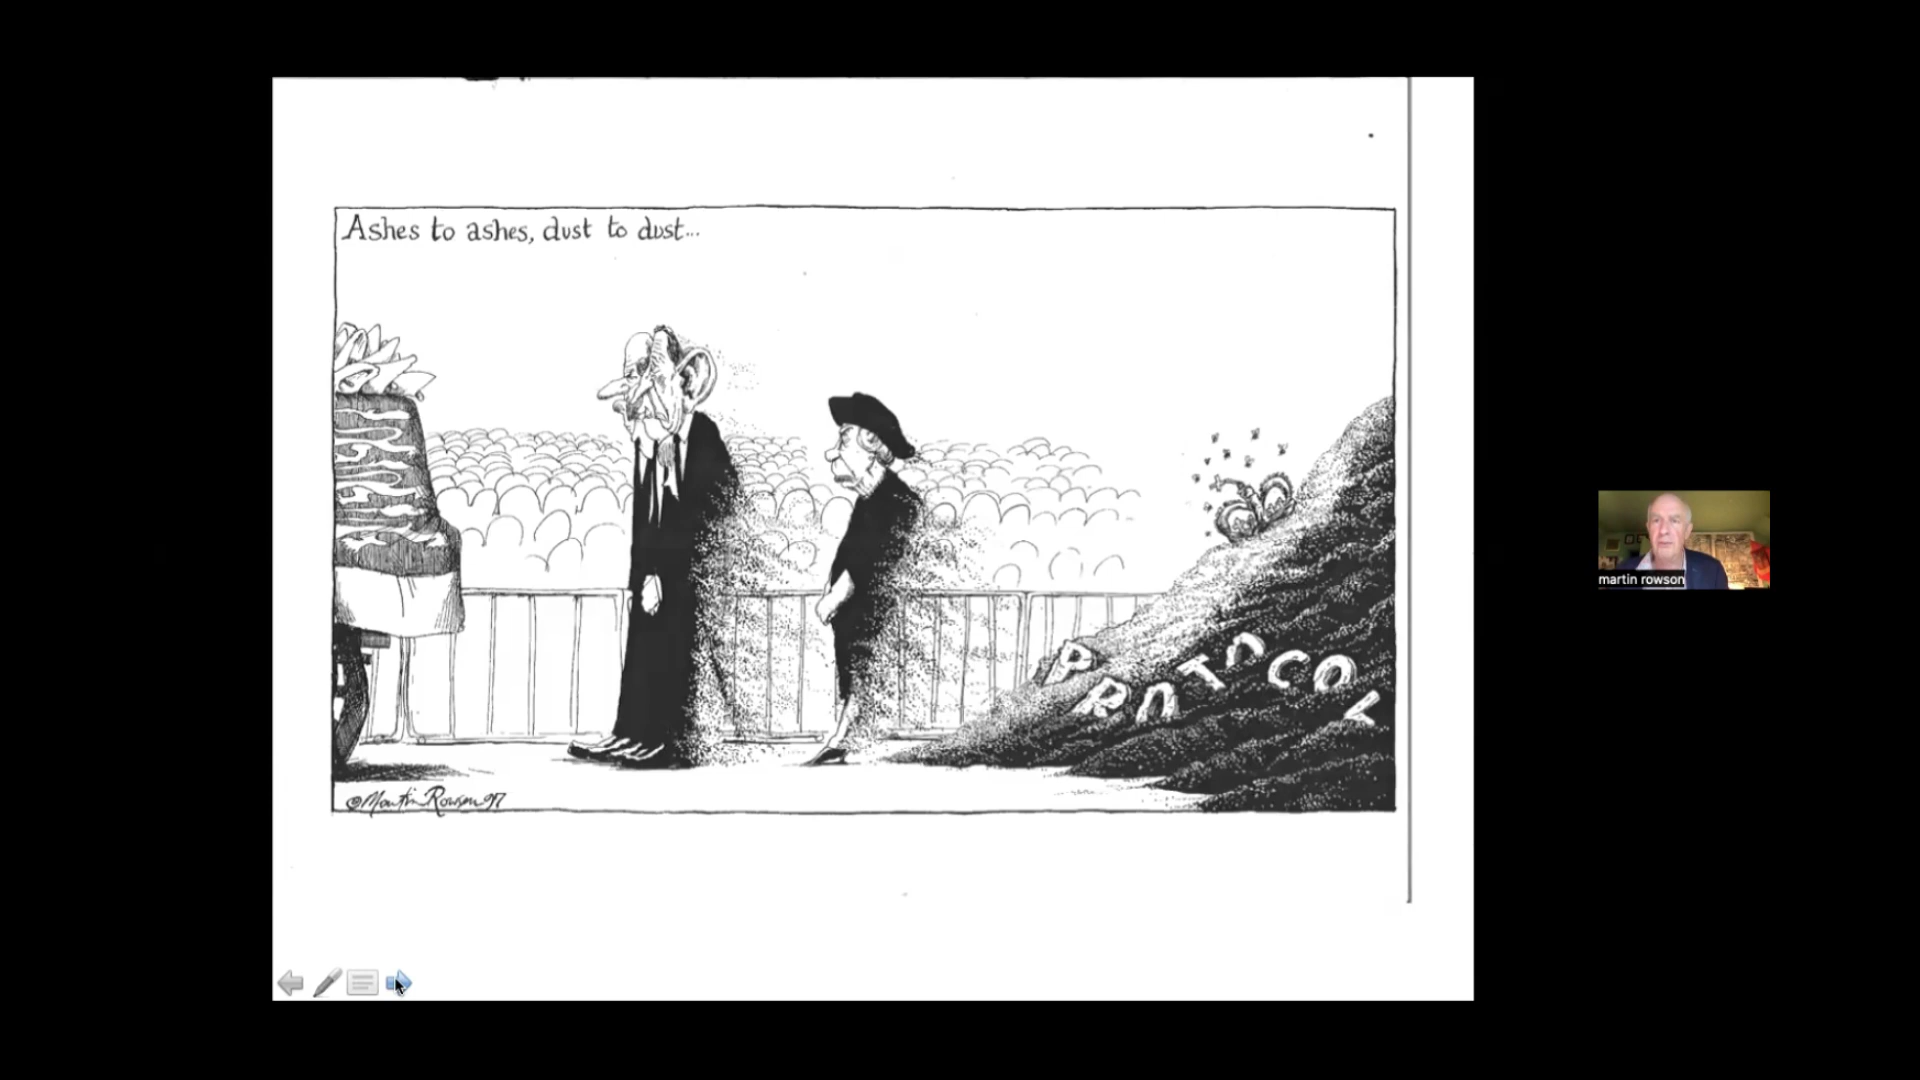 Ashes to ashes, dust to dust...
PROTOCOL
© Martin Rowson 97
martin rowson